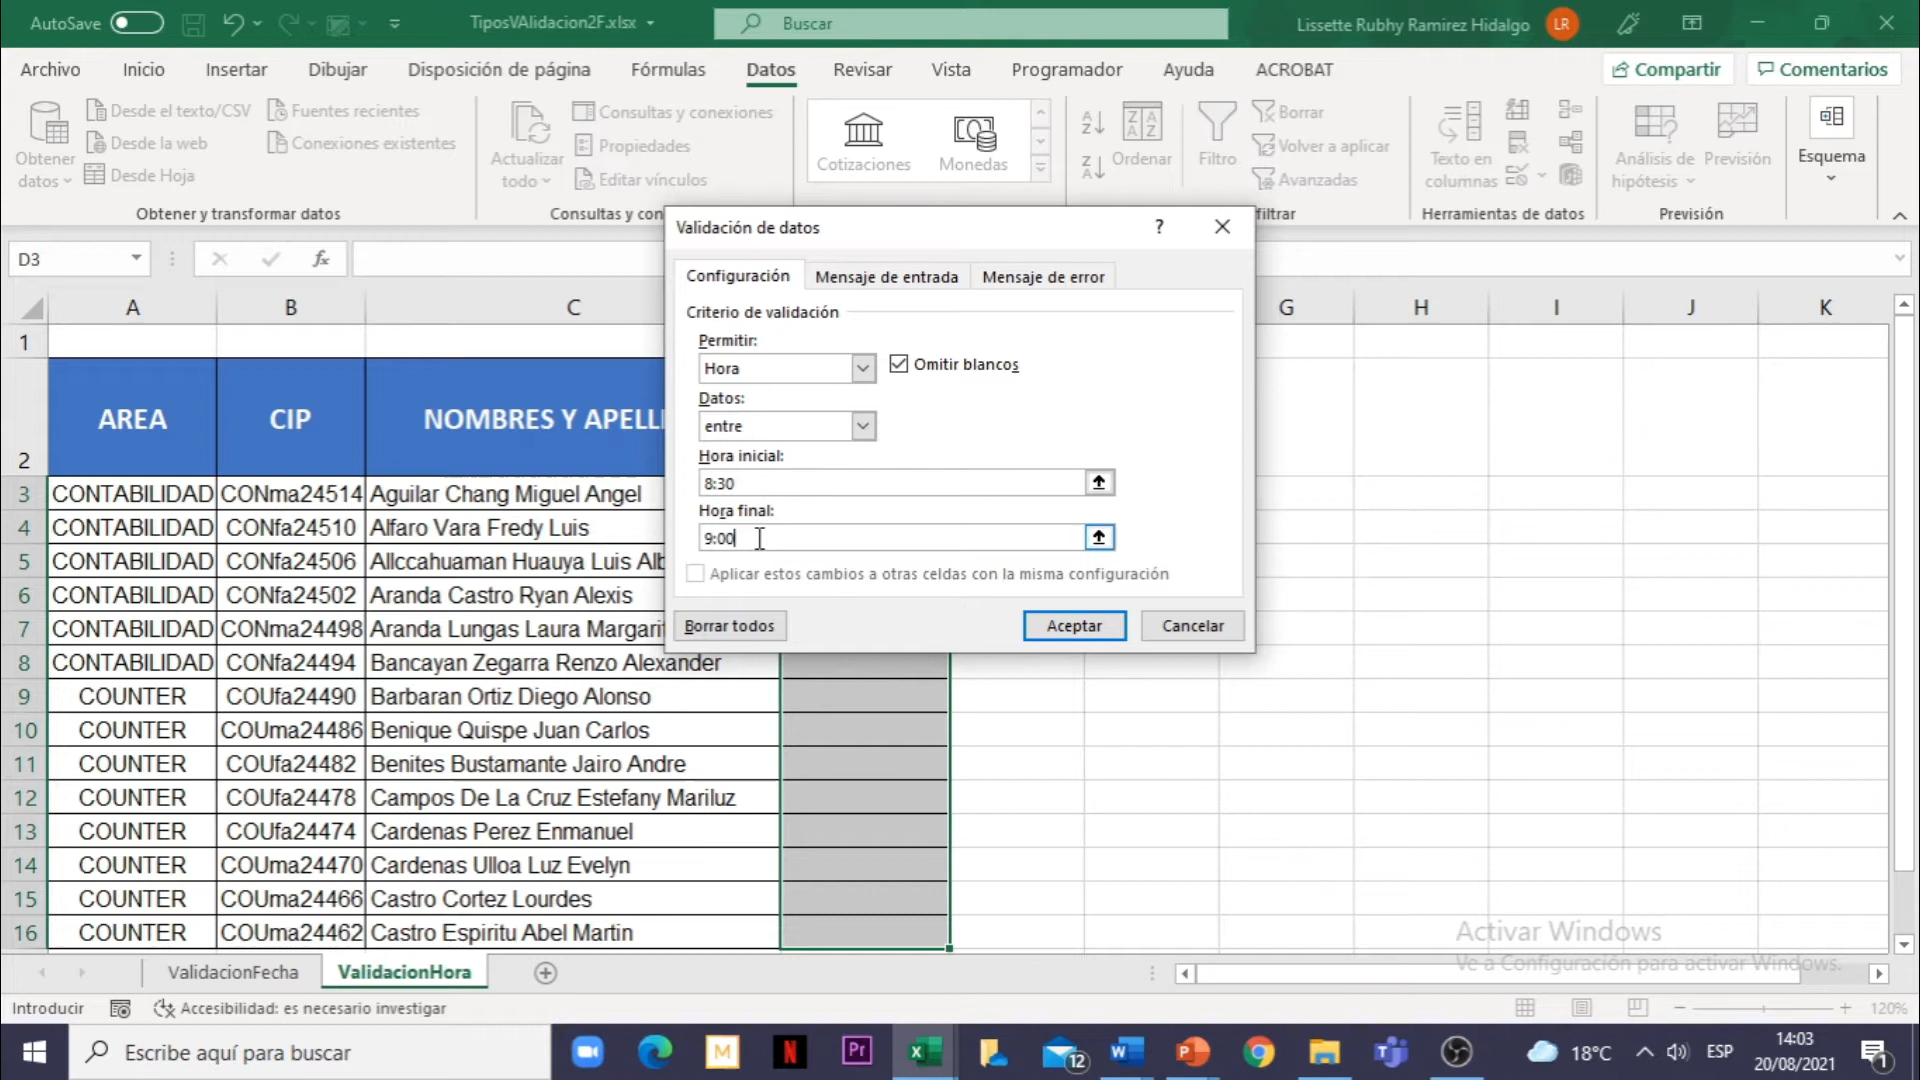 AutoSave
TiposVAlidacion2F.xlsx
Buscar
Lissette Rubhy Ramirez Hidalgo
LR
Archivo
Inicio
Insertar
Dibujar
Disposición de página
Fórmulas
Datos
Revisar
Vista
Programador
Ayuda
ACROBAT
Compartir
Comentarios
Obtener
datos
Desde el texto/CSV
Desde la web
Desde Hoja
Fuentes recientes
Conexiones existentes
Obtener y transformar datos
Actualizar
todo
Consultas y conexiones
Propiedades
Editar vínculos
Consultas y con
Cotizaciones
Monedas
Ordenar
Filtro
Borrar
Volver a aplicar
Avanzadas
filtrar
Texto en
columnas
Herramientas de datos
Análisis de
hipótesis
Previsión
Previsión
Esquema
D3
fx
Validación de datos
?
Configuración
Mensaje de entrada
Mensaje de error
Criterio de validación
Permitir:
Hora
Omitir blancos
Datos:
entre
Hora inicial:
8:30
Hora final:
9:00
Aplicar estos cambios a otras celdas con la misma configuración
Borrar todos
Aceptar
Cancelar
A B C G H I J K
1
2 AREA CIP NOMBRES Y APELLI
3 CONTABILIDAD CONma24514 Aguilar Chang Miguel Angel
4 CONTABILIDAD CONfa24510 Alfaro Vara Fredy Luis
5 CONTABILIDAD CONfa24506 Allccahuaman Huauya Luis Alb
6 CONTABILIDAD CONfa24502 Aranda Castro Ryan Alexis
7 CONTABILIDAD CONma24498 Aranda Lungas Laura Margarit
8 CONTABILIDAD CONfa24494 Bancayan Zegarra Renzo Alexander
9 COUNTER COUfa24490 Barbaran Ortiz Diego Alonso
10 COUNTER COUma24486 Benique Quispe Juan Carlos
11 COUNTER COUfa24482 Benites Bustamante Jairo Andre
12 COUNTER COUfa24478 Campos De La Cruz Estefany Mariluz
13 COUNTER COUfa24474 Cardenas Perez Enmanuel
14 COUNTER COUma24470 Cardenas Ulloa Luz Evelyn
15 COUNTER COUma24466 Castro Cortez Lourdes
16 COUNTER COUma24462 Castro Espiritu Abel Martin
Activar Windows
Ve a Configuración para activar Windows.
ValidacionFecha
ValidacionHora
Introducir
Accesibilidad: es necesario investigar
120%
Escribe aquí para buscar
M
N
Pr
12
18°C
ESP
14:03
20/08/2021
1